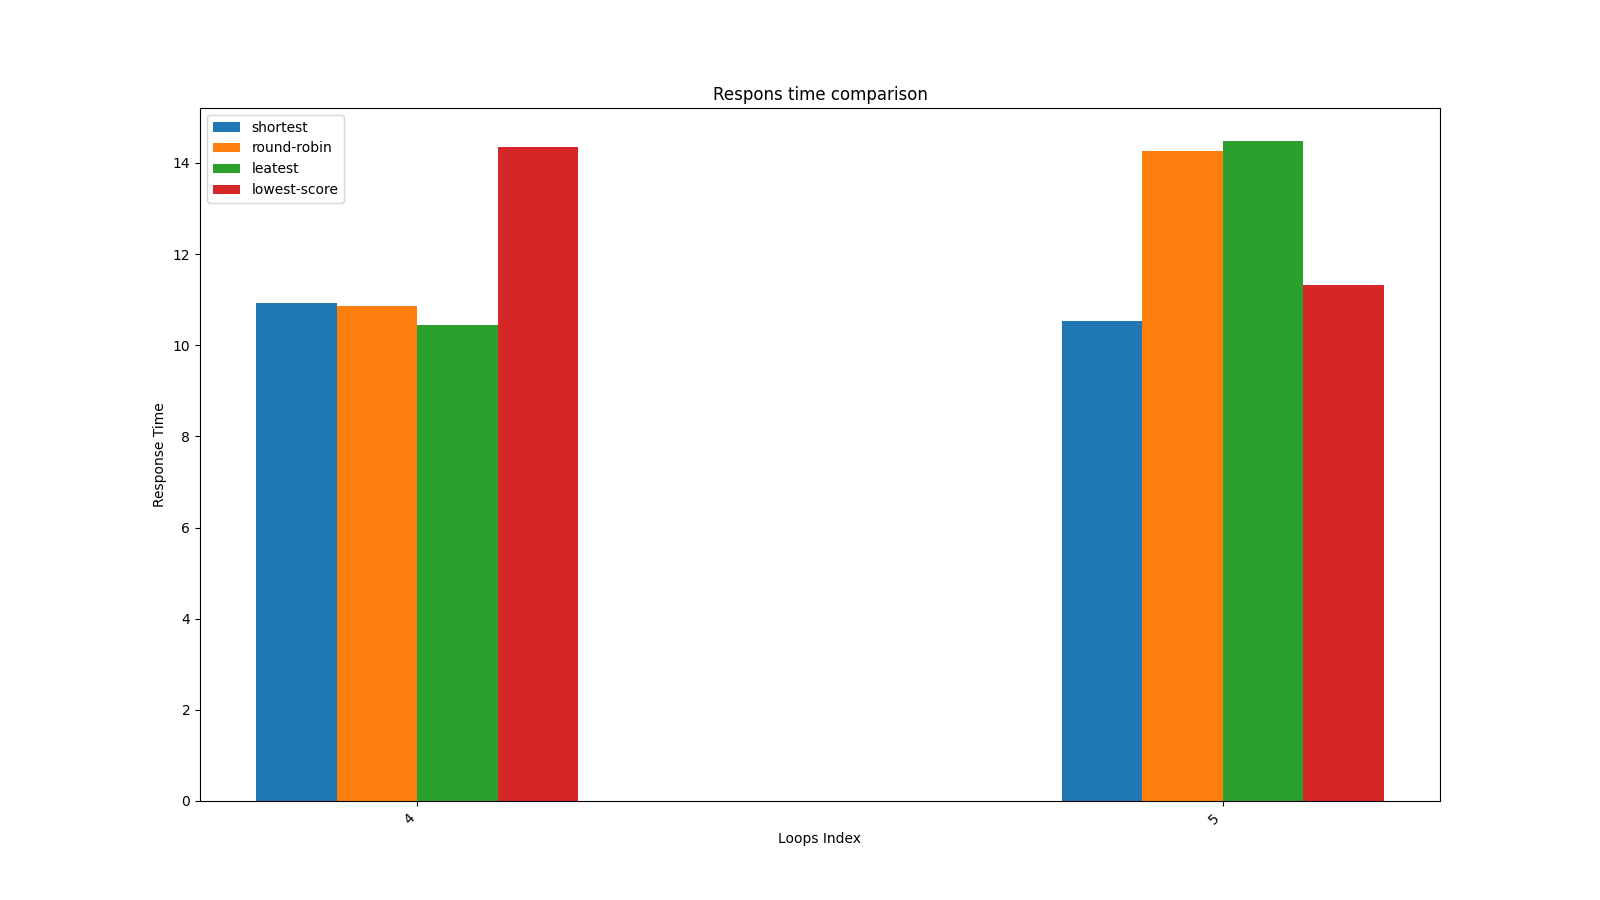 Respons time comparison
shortest
round-robin
leatest
lowest-score
14
12
10
8
6
4
2
0
Response Time
4
5
Loops Index